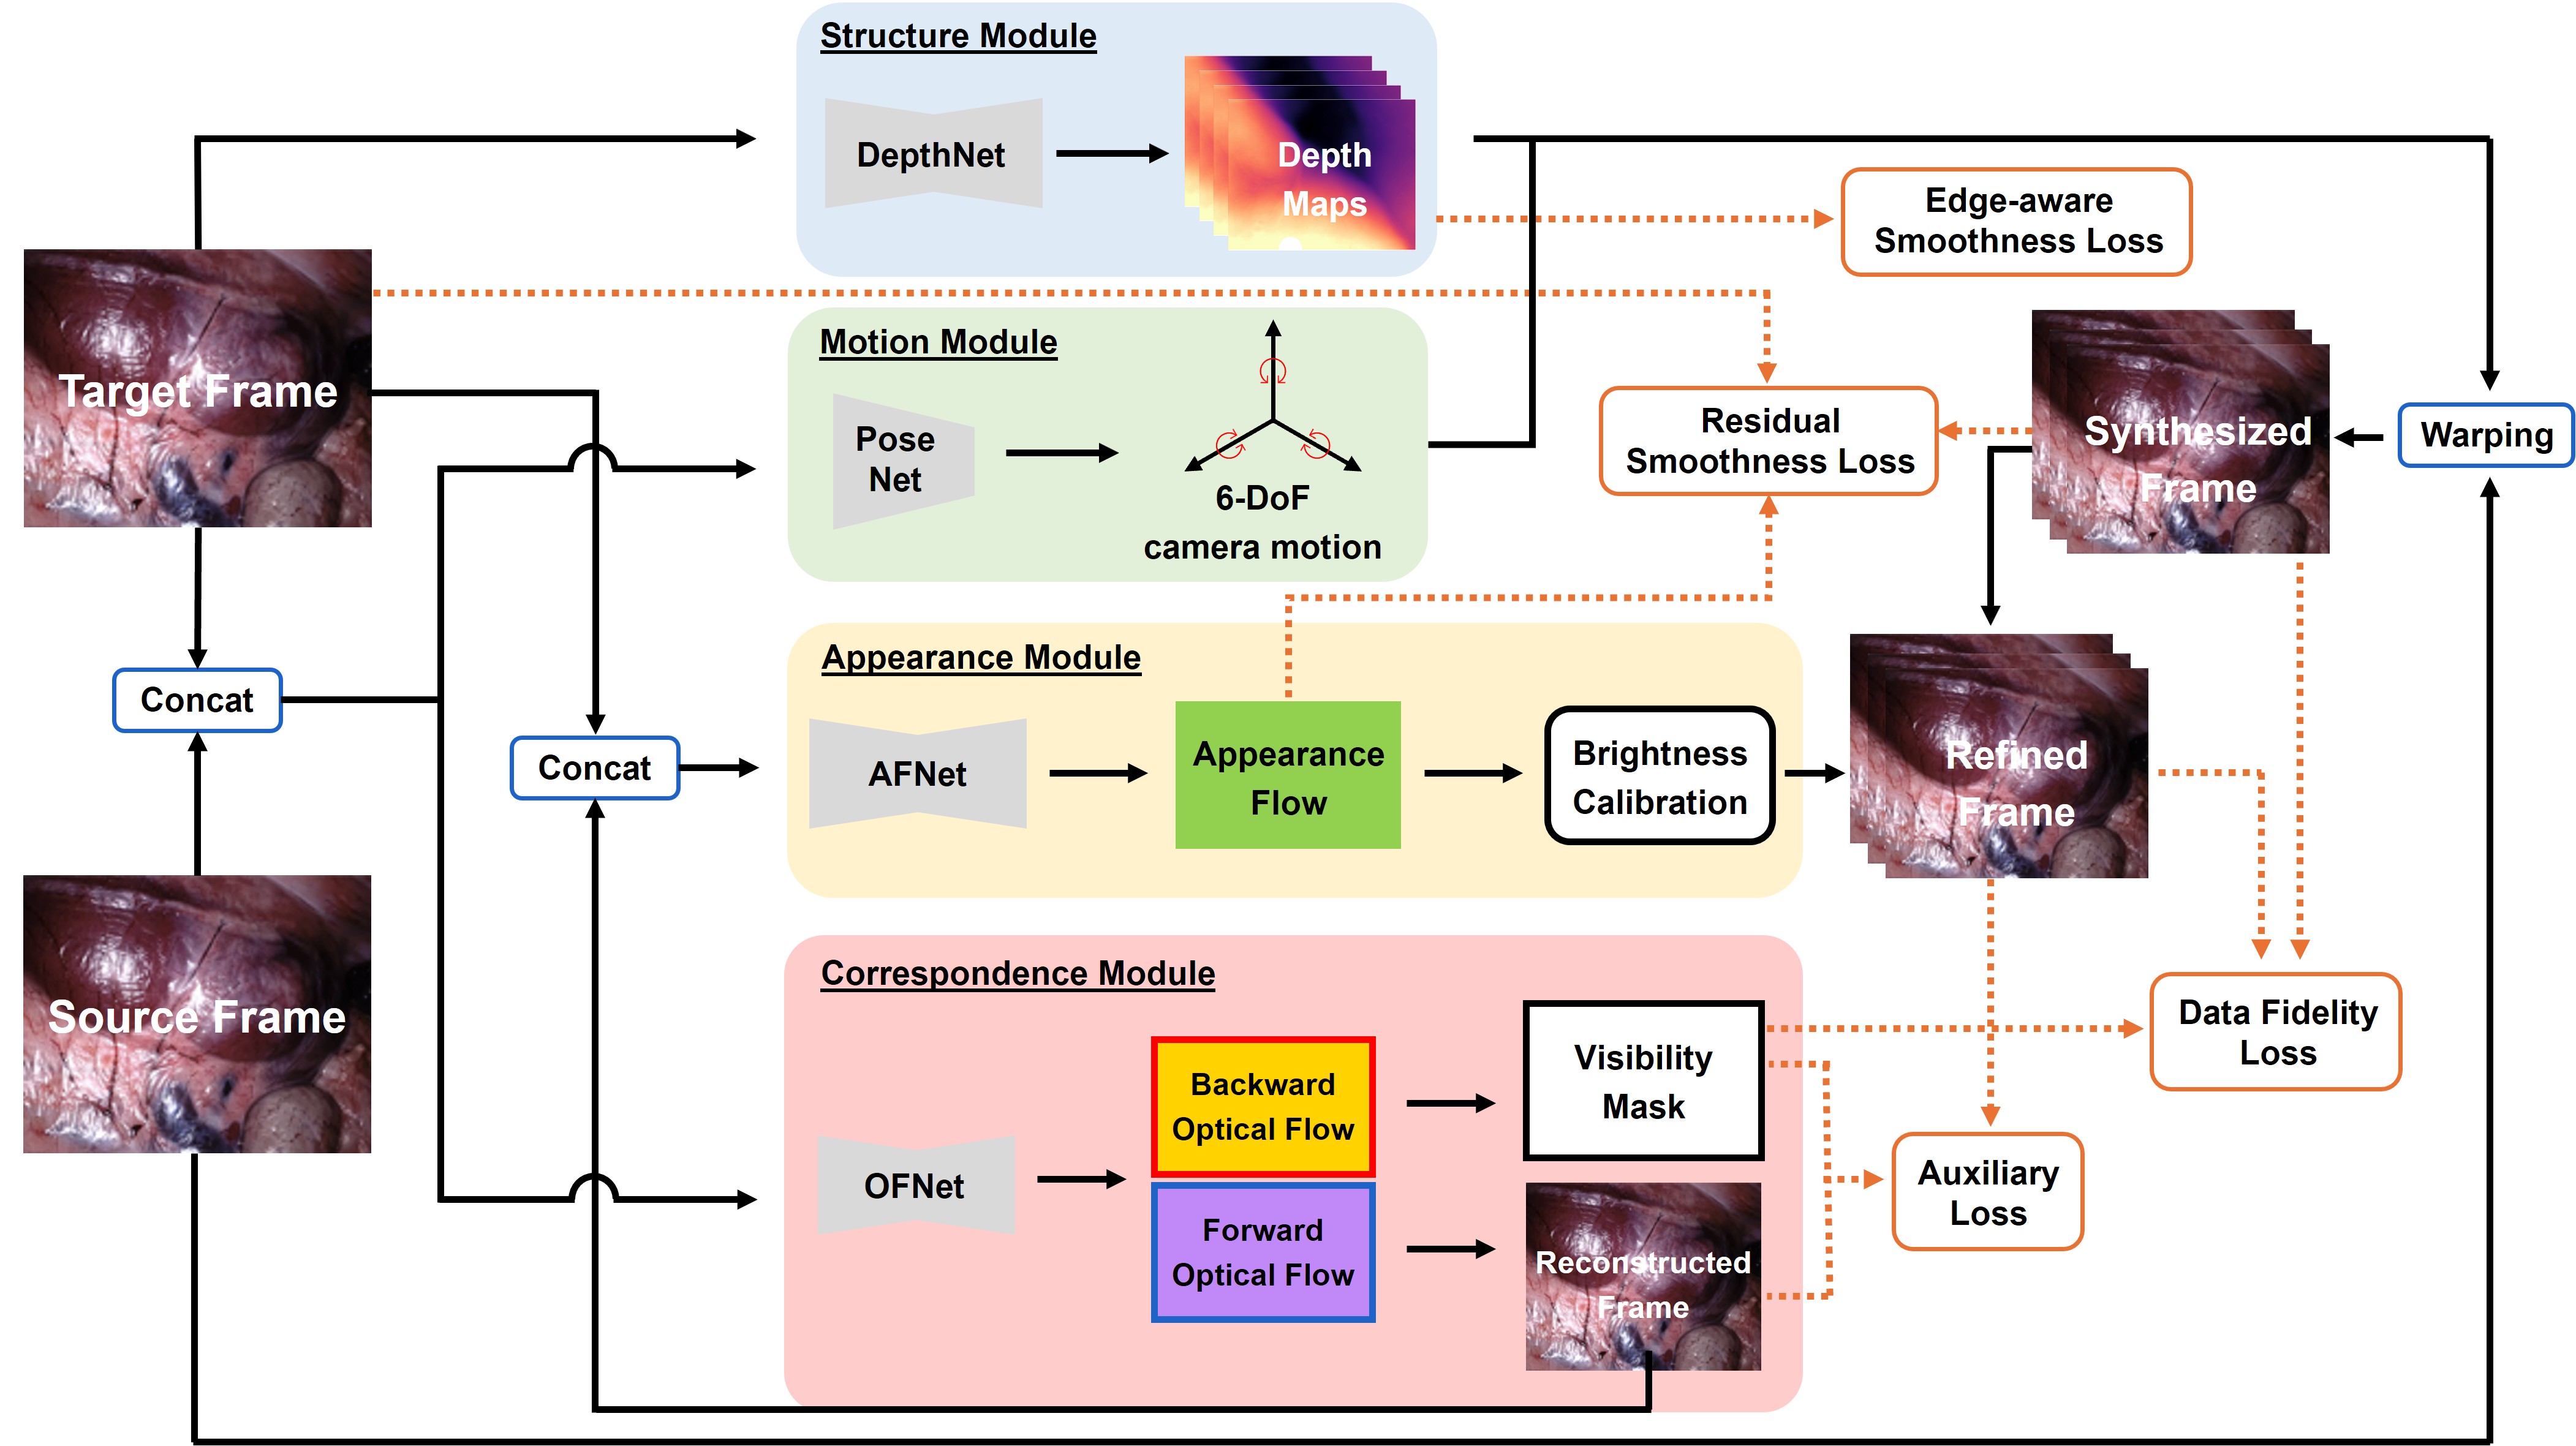 Structure Module
DepthNet
Depth
Maps
Edge-aware
Smoothness Loss
Target Frame
Motion Module
Pose
Net
6-DoF
camera motion
Residual
Smoothness Loss
Synthesized
Frame
Warping
Concat
Concat
Appearance Module
AFNet
Appearance
Flow
Brightness
Calibration
Refined
Frame
Source Frame
Correspondence Module
OFNet
Backward
Optical Flow
Forward
Optical Flow
Visibility
Mask
Reconstructed
Frame
Data Fidelity
Loss
Auxiliary
Loss